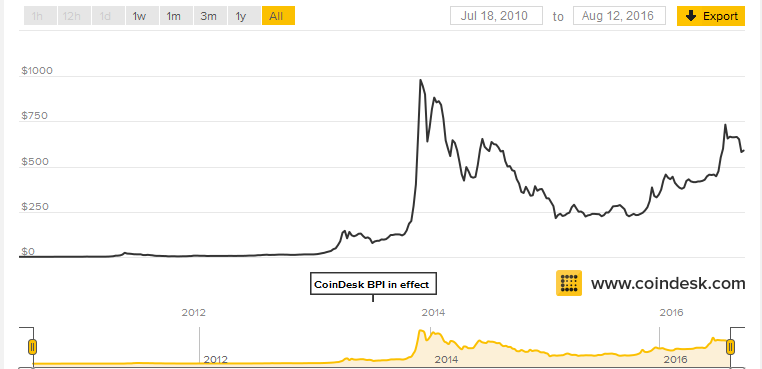 1h 12h 1d 1w 1m 3m 1y All Jul 18, 2010 to Aug 12, 2016 Export
$1000
$750
$500
$250
$0
CoinDesk BPI in effect
www.coindesk.com
2012 2014 2016
2012 2014 2016